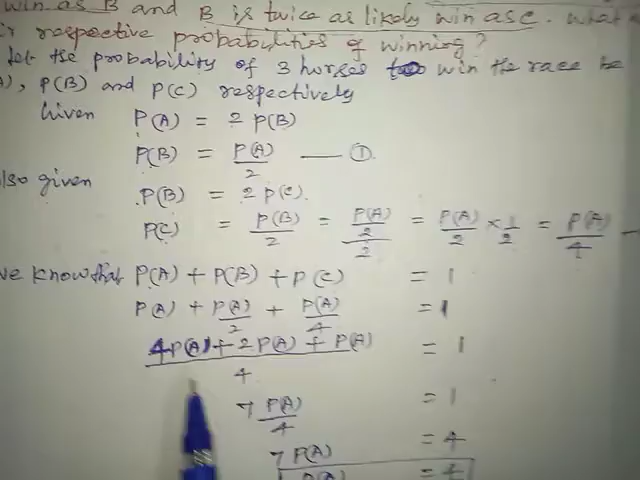 win as B and B is twice as likely win as c. What
respective probabilities of winning?
let the probability of 3 horses to win the race be
A), P(B) and P(C) respectively
Given P(A) = 2 P(B)
P(B) = P(A)/2 — ①
lso given P(B) = 2 P(C).
P(C) = P(B)/2 = P(A)/2/2 = P(A)/2 × 1/2 = P(A)/4 —
ve know that P(A) + P(B) + P(C) = 1
P(A) + P(A)/2 + P(A)/4 = 1
4P(A) + 2P(A) + P(A)/4 = 1
7 P(A)/4 = 1
7 P(A) = 4
P(A) = 4